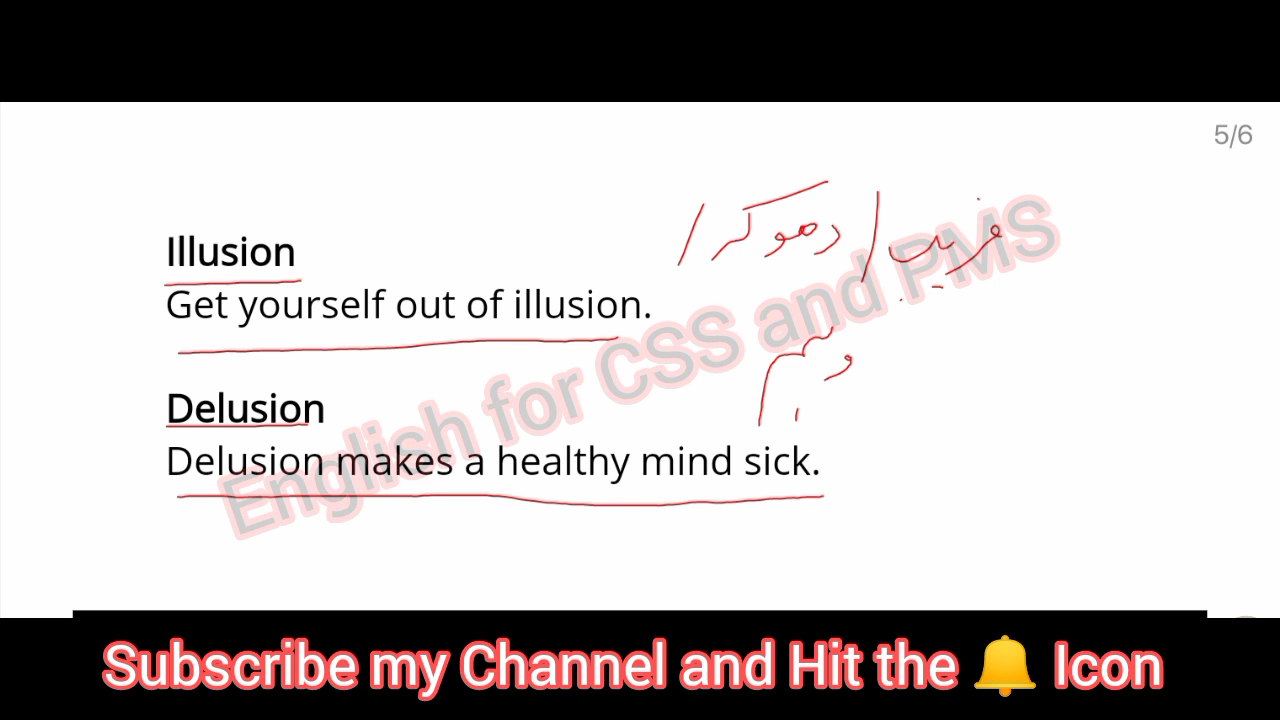 5/6
Illusion
فریب / دھوکہ /
Get yourself out of illusion.
وہم
Delusion
Delusion makes a healthy mind sick.
English for CSS and PMS
Subscribe my Channel and Hit the 🔔 Icon